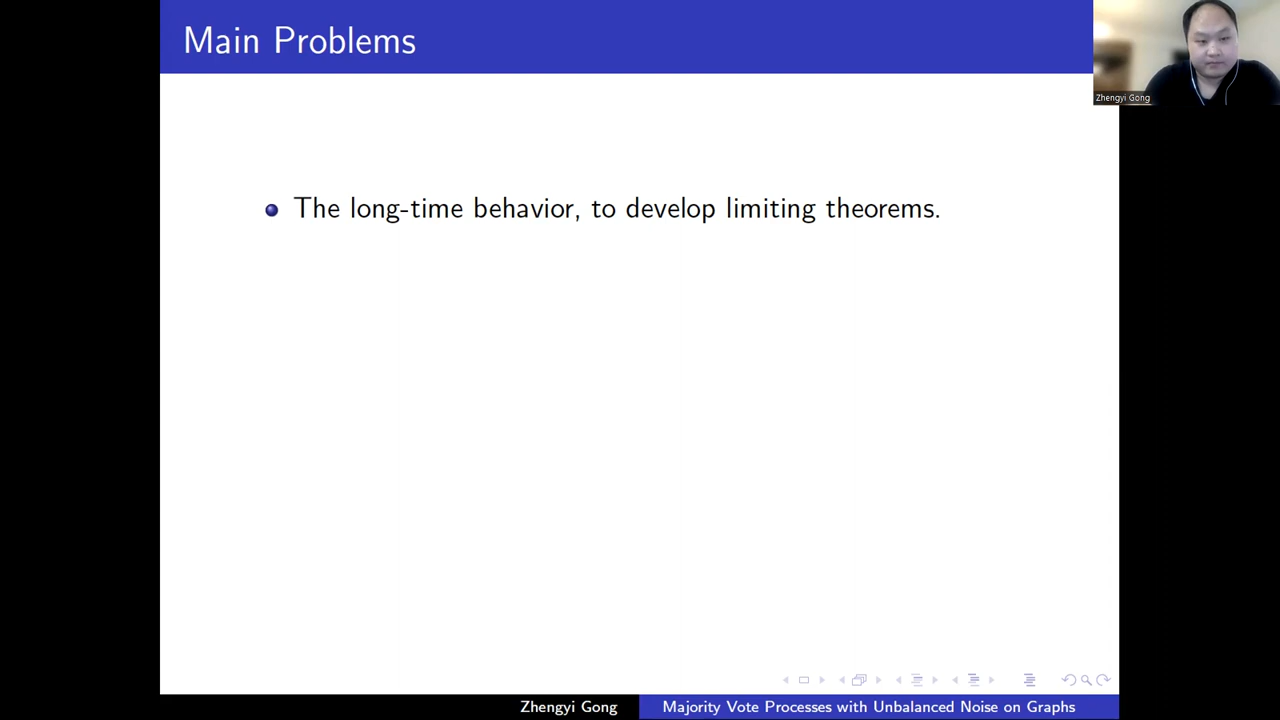 Main Problems
Zhengyi Gong
The long-time behavior, to develop limiting theorems.
Zhengyi Gong
Majority Vote Processes with Unbalanced Noise on Graphs